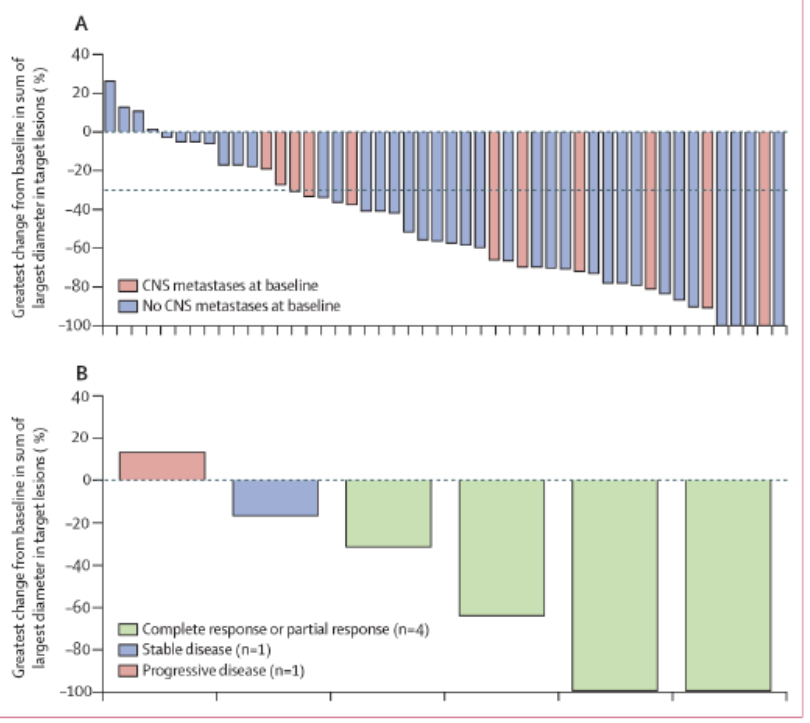 A
Greatest change from baseline in sum of
largest diameter in target lesions (%)
40
20
0
–20
–40
–60
–80
–100
CNS metastases at baseline
No CNS metastases at baseline
B
Greatest change from baseline in sum of
largest diameter in target lesions (%)
40
20
0
–20
–40
–60
–80
–100
Complete response or partial response (n=4)
Stable disease (n=1)
Progressive disease (n=1)